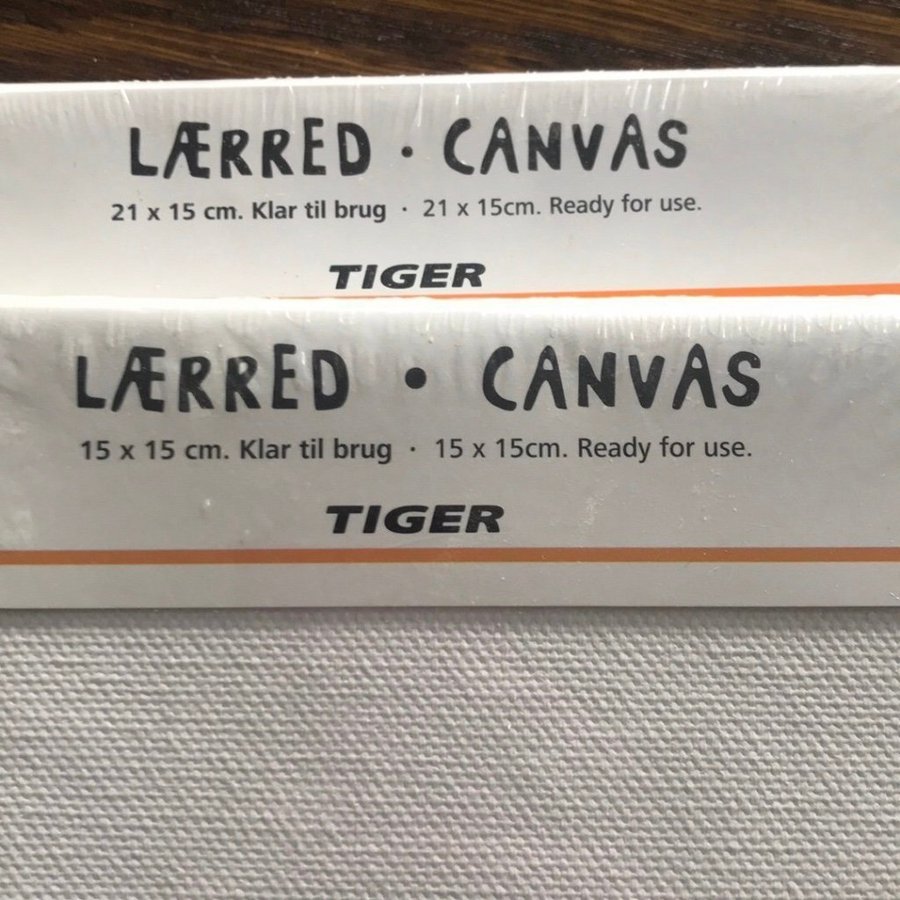 LÆRRED · CANVAS
21 x 15 cm. Klar til brug · 21 x 15cm. Ready for use.
TIGER
LÆRRED • CANVAS
15 x 15 cm. Klar til brug · 15 x 15cm. Ready for use.
TIGER